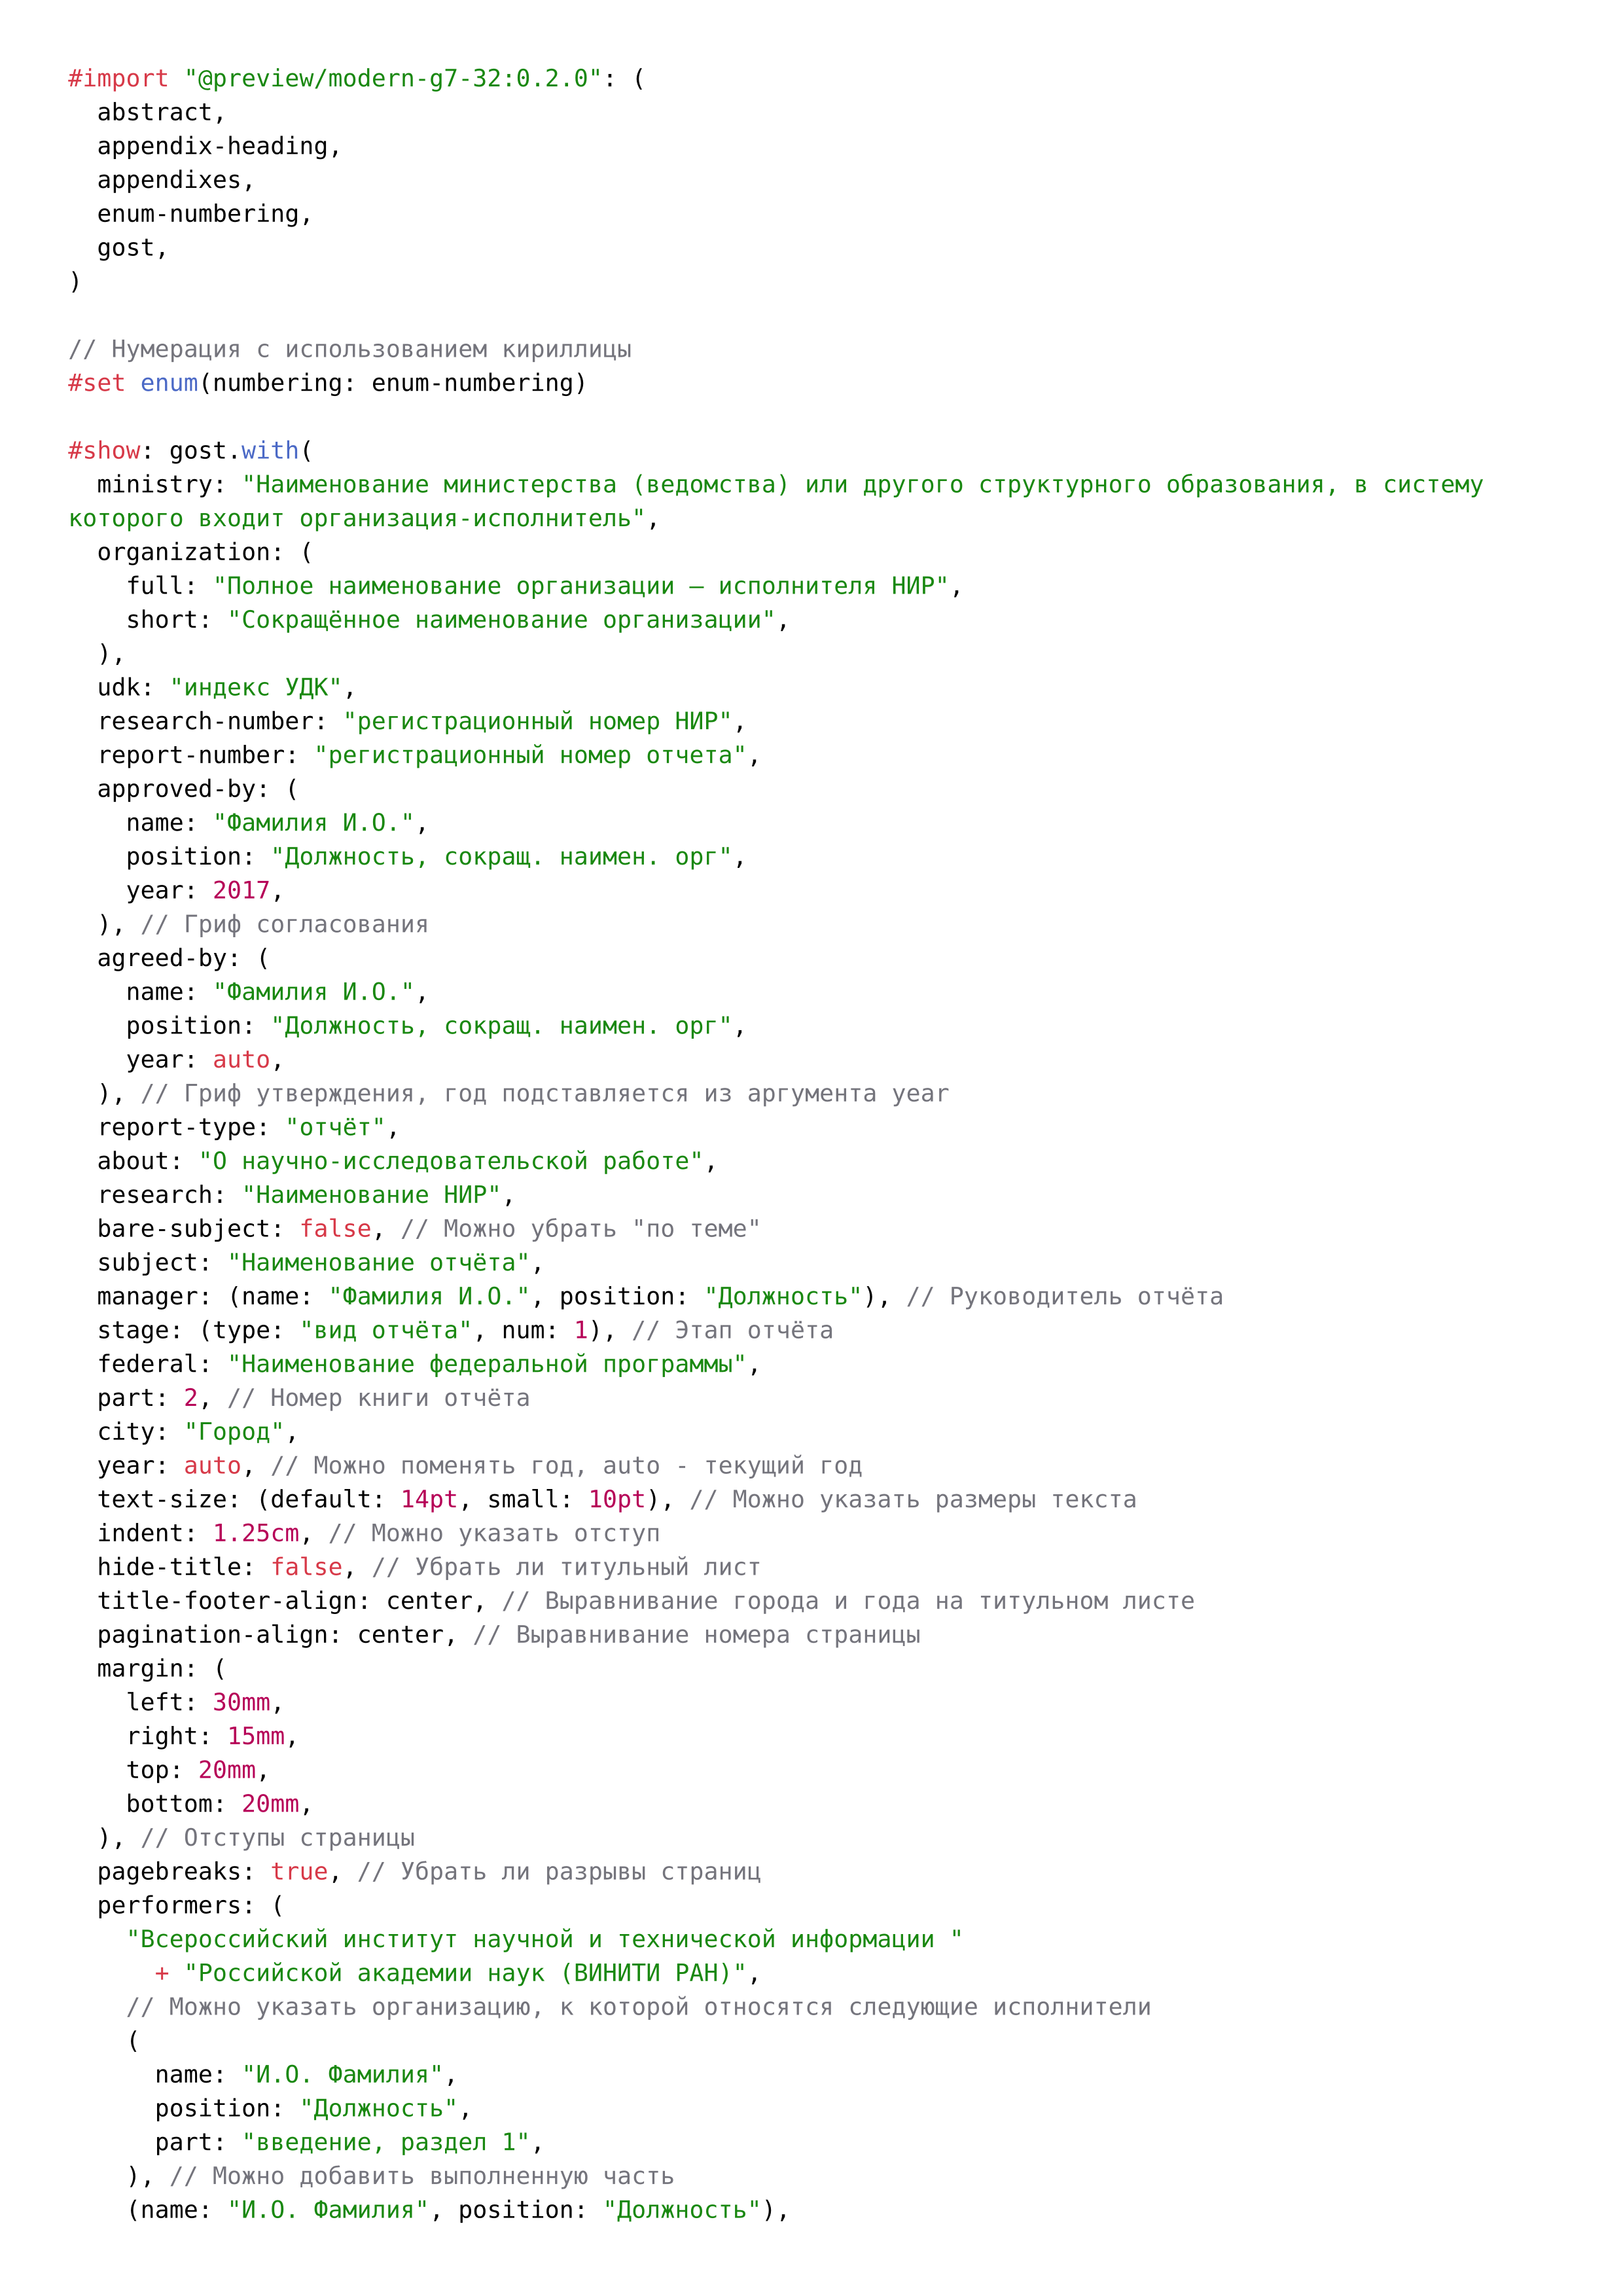 #import "@preview/modern-g7-32:0.2.0": (
  abstract,
  appendix-heading,
  appendixes,
  enum-numbering,
  gost,
)

// Нумерация с использованием кириллицы
#set enum(numbering: enum-numbering)

#show: gost.with(
  ministry: "Наименование министерства (ведомства) или другого структурного образования, в систему
которого входит организация-исполнитель",
  organization: (
    full: "Полное наименование организации — исполнителя НИР",
    short: "Сокращённое наименование организации",
  ),
  udk: "индекс УДК",
  research-number: "регистрационный номер НИР",
  report-number: "регистрационный номер отчета",
  approved-by: (
    name: "Фамилия И.О.",
    position: "Должность, сокращ. наимен. орг",
    year: 2017,
  ), // Гриф согласования
  agreed-by: (
    name: "Фамилия И.О.",
    position: "Должность, сокращ. наимен. орг",
    year: auto,
  ), // Гриф утверждения, год подставляется из аргумента year
  report-type: "отчёт",
  about: "О научно-исследовательской работе",
  research: "Наименование НИР",
  bare-subject: false, // Можно убрать "по теме"
  subject: "Наименование отчёта",
  manager: (name: "Фамилия И.О.", position: "Должность"), // Руководитель отчёта
  stage: (type: "вид отчёта", num: 1), // Этап отчёта
  federal: "Наименование федеральной программы",
  part: 2, // Номер книги отчёта
  city: "Город",
  year: auto, // Можно поменять год, auto - текущий год
  text-size: (default: 14pt, small: 10pt), // Можно указать размеры текста
  indent: 1.25cm, // Можно указать отступ
  hide-title: false, // Убрать ли титульный лист
  title-footer-align: center, // Выравнивание города и года на титульном листе
  pagination-align: center, // Выравнивание номера страницы
  margin: (
    left: 30mm,
    right: 15mm,
    top: 20mm,
    bottom: 20mm,
  ), // Отступы страницы
  pagebreaks: true, // Убрать ли разрывы страниц
  performers: (
    "Всероссийский институт научной и технической информации "
      + "Российской академии наук (ВИНИТИ РАН)",
    // Можно указать организацию, к которой относятся следующие исполнители
    (
      name: "И.О. Фамилия",
      position: "Должность",
      part: "введение, раздел 1",
    ), // Можно добавить выполненную часть
    (name: "И.О. Фамилия", position: "Должность"),